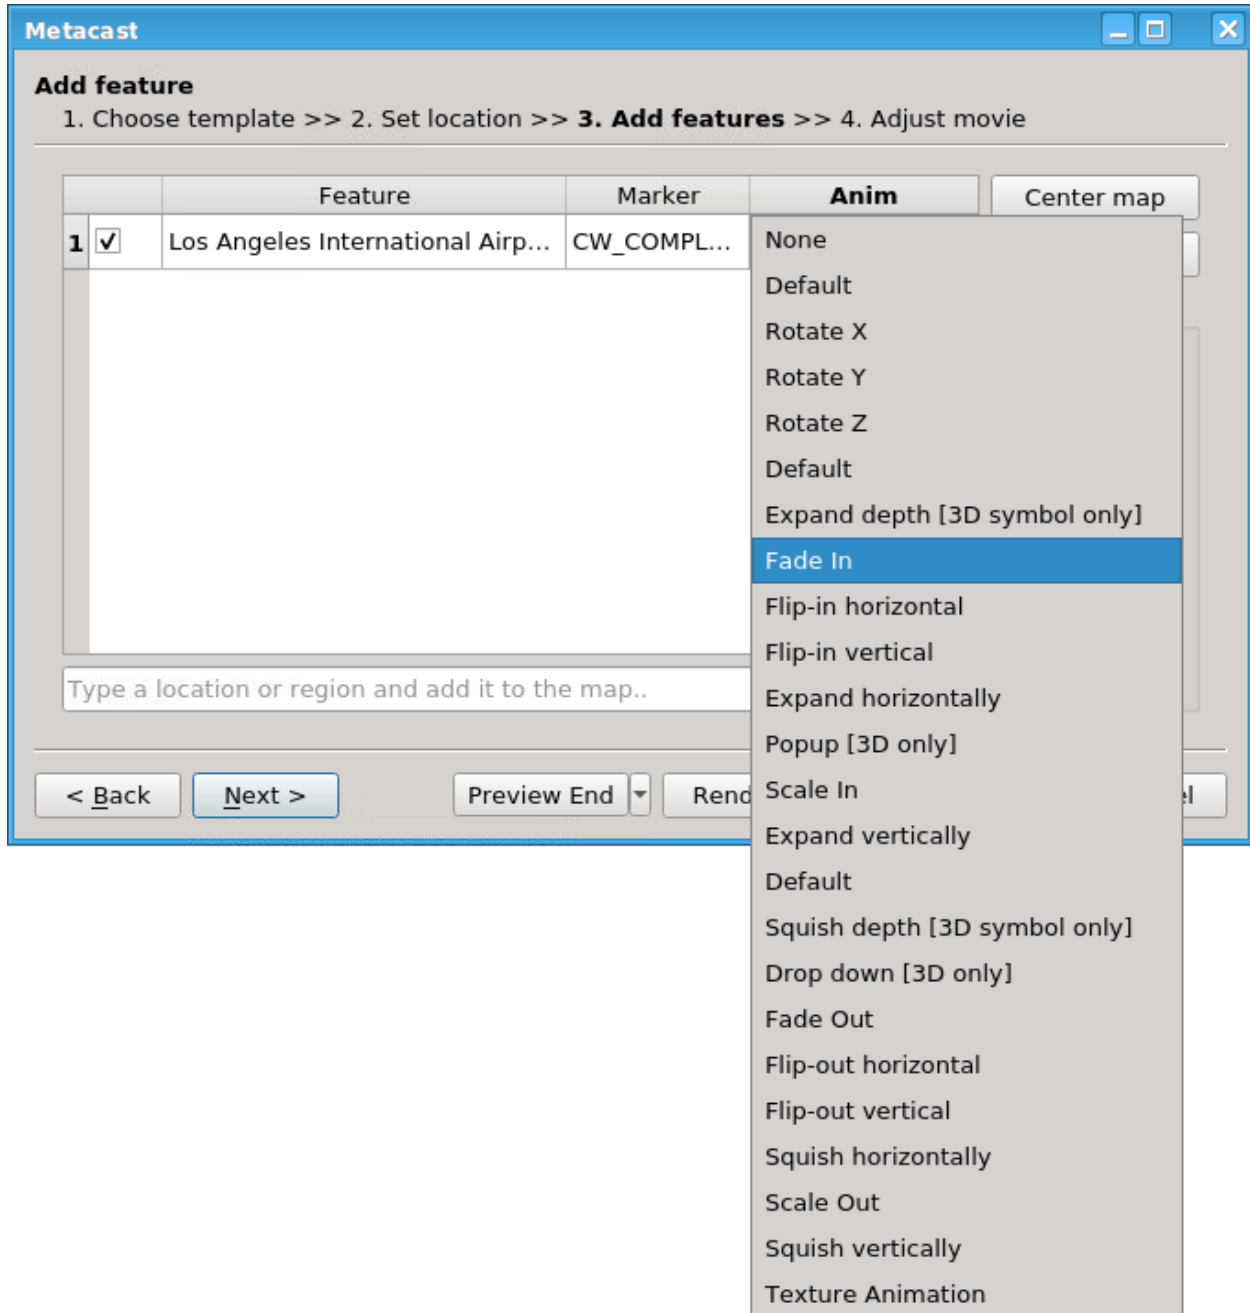 Metacast
Add feature
1. Choose template >> 2. Set location >> 3. Add features >> 4. Adjust movie
Feature Marker Anim Center map
1 Los Angeles International Airp... CW_COMPL...
None
Default
Rotate X
Rotate Y
Rotate Z
Default
Expand depth [3D symbol only]
Fade In
Flip-in horizontal
Flip-in vertical
Expand horizontally
Popup [3D only]
Scale In
Expand vertically
Default
Squish depth [3D symbol only]
Drop down [3D only]
Fade Out
Flip-out horizontal
Flip-out vertical
Squish horizontally
Scale Out
Squish vertically
Texture Animation
Type a location or region and add it to the map..
< Back Next > Preview End Rend